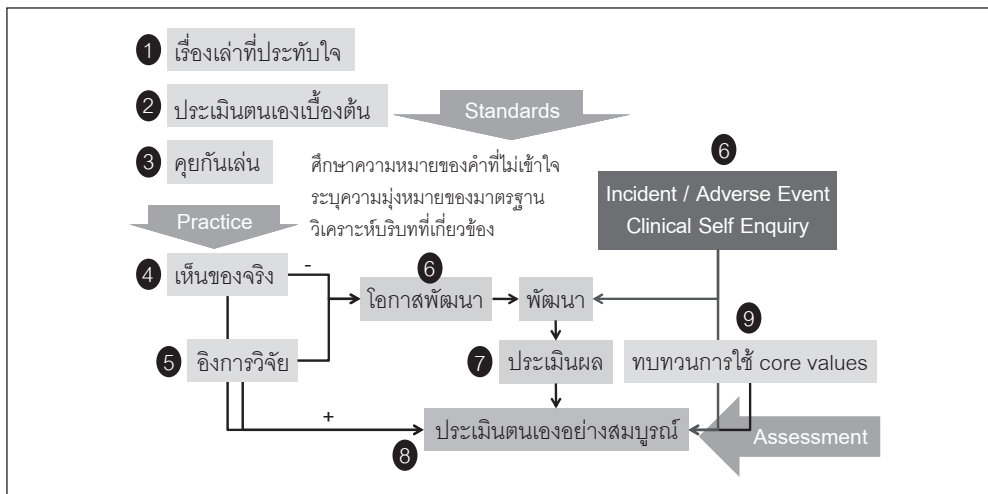 1 เรื่องเล่าที่ประทับใจ
2 ประเมินตนเองเบื้องต้น
Standards
3 คุยกันเล่น
ศึกษาความหมายของคำที่ไม่เข้าใจ
ระบุความมุ่งหมายของมาตรฐาน
วิเคราะห์บริบทที่เกี่ยวข้อง
6
Incident / Adverse Event
Clinical Self Enquiry
Practice
4 เห็นของจริง
-
6
โอกาสพัฒนา
พัฒนา
5 อิงการวิจัย
7 ประเมินผล
9
ทบทวนการใช้ core values
+
8 ประเมินตนเองอย่างสมบูรณ์
Assessment